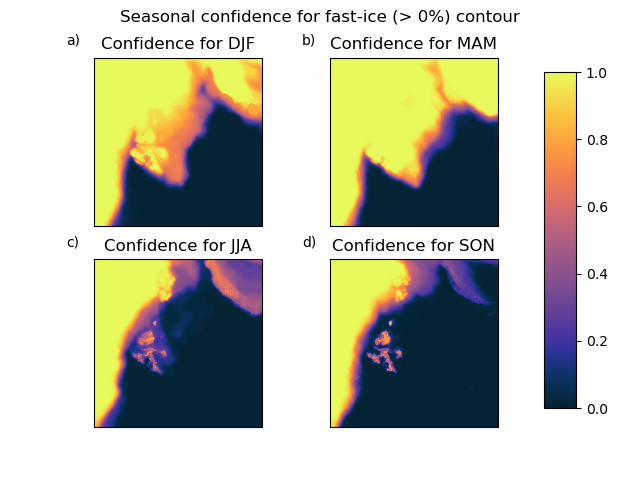 Seasonal confidence for fast-ice (> 0%) contour
a) Confidence for DJF
b) Confidence for MAM
c) Confidence for JJA
d) Confidence for SON
1.0
0.8
0.6
0.4
0.2
0.0